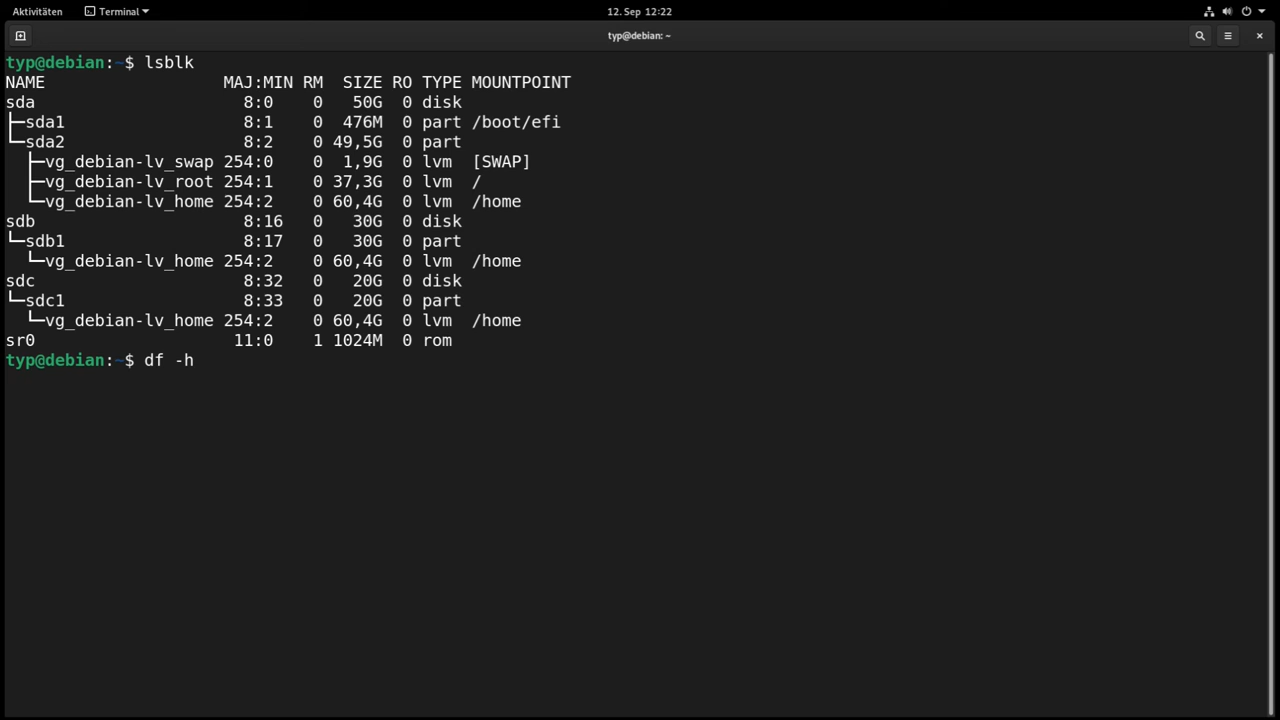 Aktivitäten Terminal 12. Sep 12:22
typ@debian: ~
typ@debian:~$ lsblk
NAME                  MAJ:MIN RM   SIZE RO TYPE MOUNTPOINT
sda                     8:0    0    50G  0 disk
├─sda1                  8:1    0   476M  0 part /boot/efi
└─sda2                  8:2    0  49,5G  0 part
  ├─vg_debian-lv_swap 254:0    0   1,9G  0 lvm  [SWAP]
  ├─vg_debian-lv_root 254:1    0  37,3G  0 lvm  /
  └─vg_debian-lv_home 254:2    0  60,4G  0 lvm  /home
sdb                     8:16   0    30G  0 disk
└─sdb1                  8:17   0    30G  0 part
  └─vg_debian-lv_home 254:2    0  60,4G  0 lvm  /home
sdc                     8:32   0    20G  0 disk
└─sdc1                  8:33   0    20G  0 part
  └─vg_debian-lv_home 254:2    0  60,4G  0 lvm  /home
sr0                    11:0    1  1024M  0 rom
typ@debian:~$ df -h